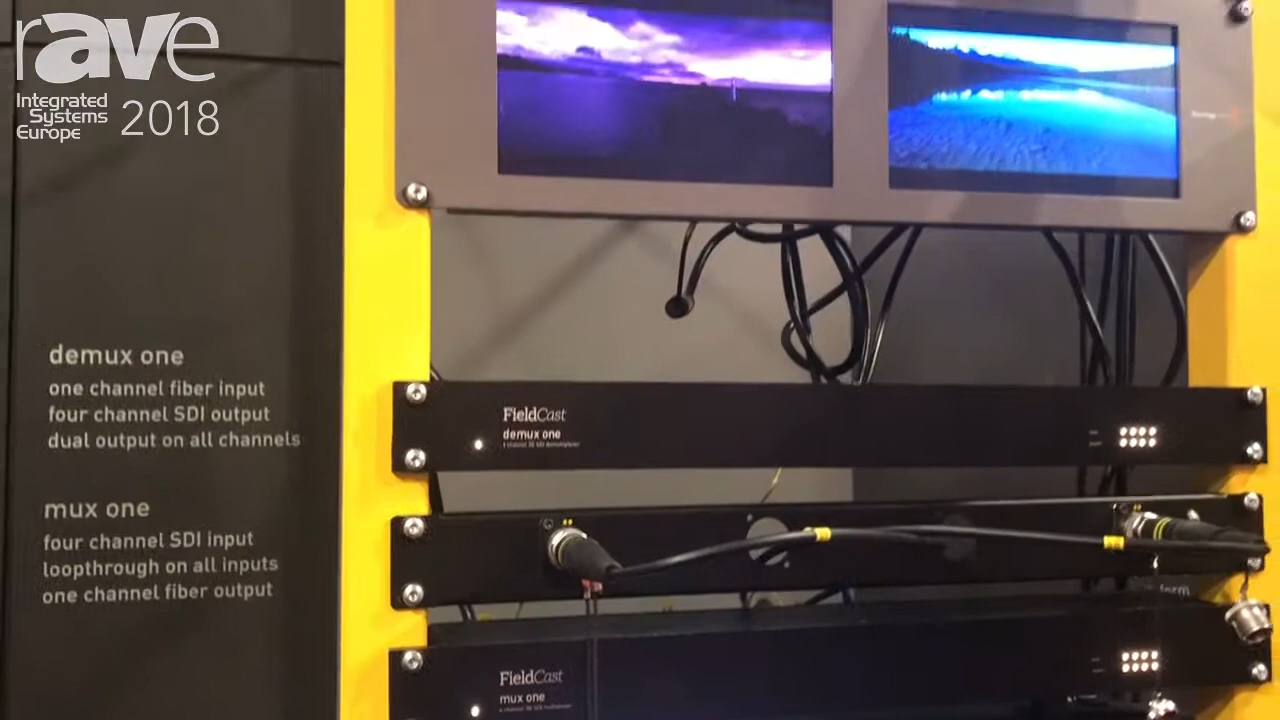 rAVe
Integrated
Systems
Europe 2018
demux one
one channel fiber input
four channel SDI output
dual output on all channels
mux one
four channel SDI input
loopthrough on all inputs
one channel fiber output
FieldCast
demux one
FieldCast
mux one